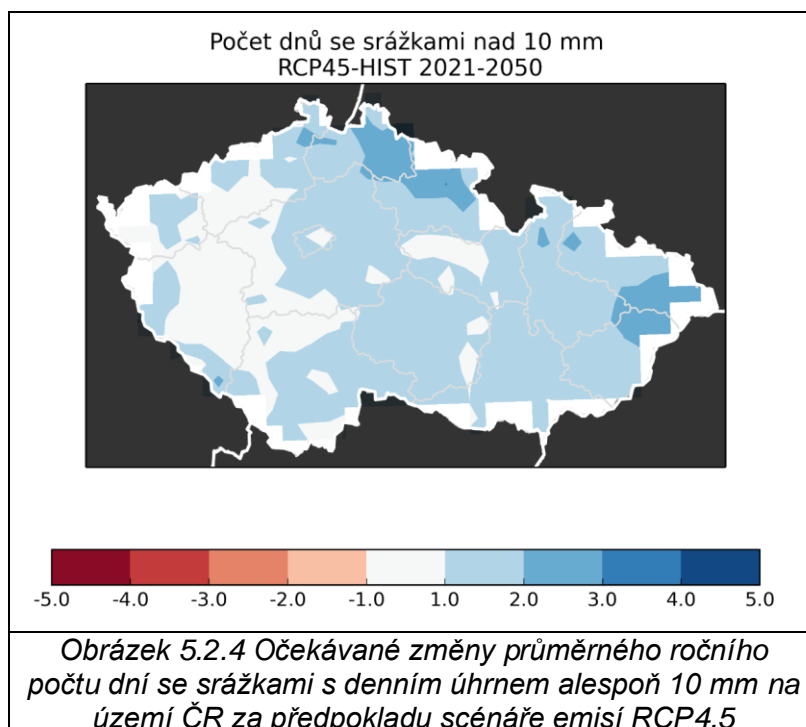 Počet dnů se srážkami nad 10 mm
RCP45-HIST 2021-2050
-5.0 -4.0 -3.0 -2.0 -1.0 1.0 2.0 3.0 4.0 5.0
Obrázek 5.2.4 Očekávané změny průměrného ročního
počtu dní se srážkami s denním úhrnem alespoň 10 mm na
území ČR za předpokladu scénáře emisí RCP4.5